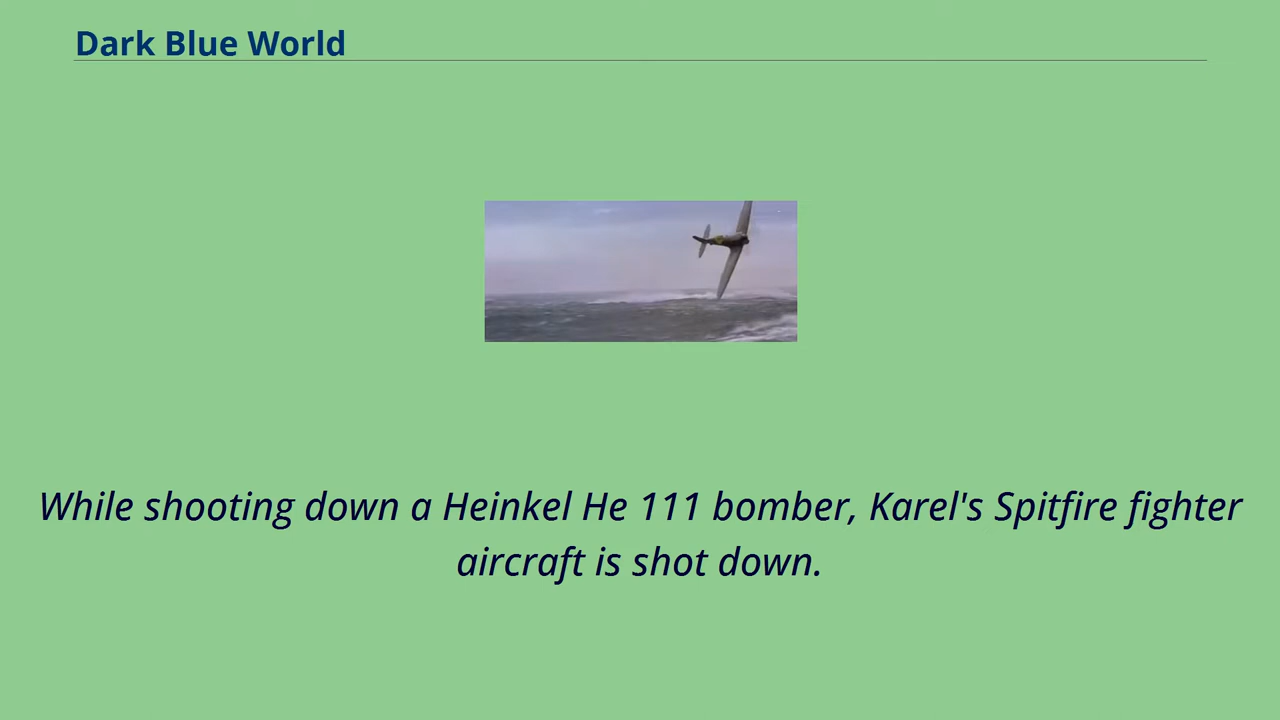 Dark Blue World
While shooting down a Heinkel He 111 bomber, Karel's Spitfire fighter
aircraft is shot down.